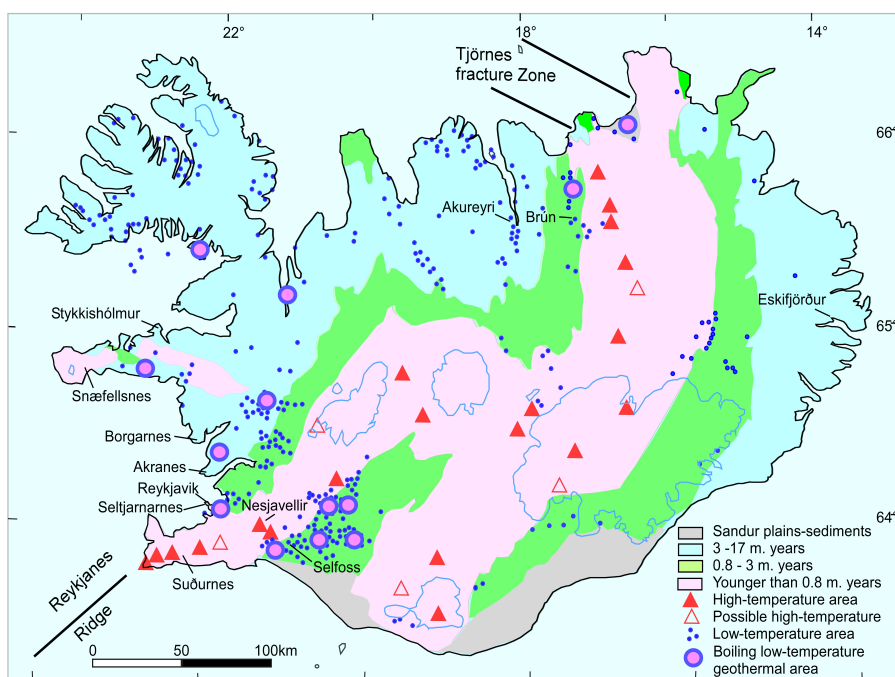 22°
18°
14°
Tjörnes
fracture Zone
66°
Akureyri
Brún
Eskifjörður
Stykkishólmur
65°
Snæfellsnes
Borgarnes
Akranes
Reykjavik
Seltjarnarnes
Nesjavellir
64°
Selfoss
Suðurnes
Reykjanes
Ridge
Sandur plains-sediments
3 -17 m. years
0.8 - 3 m. years
Younger than 0.8 m. years
High-temperature area
Possible high-temperature
Low-temperature area
Boiling low-temperature
geothermal area
0 50 100km